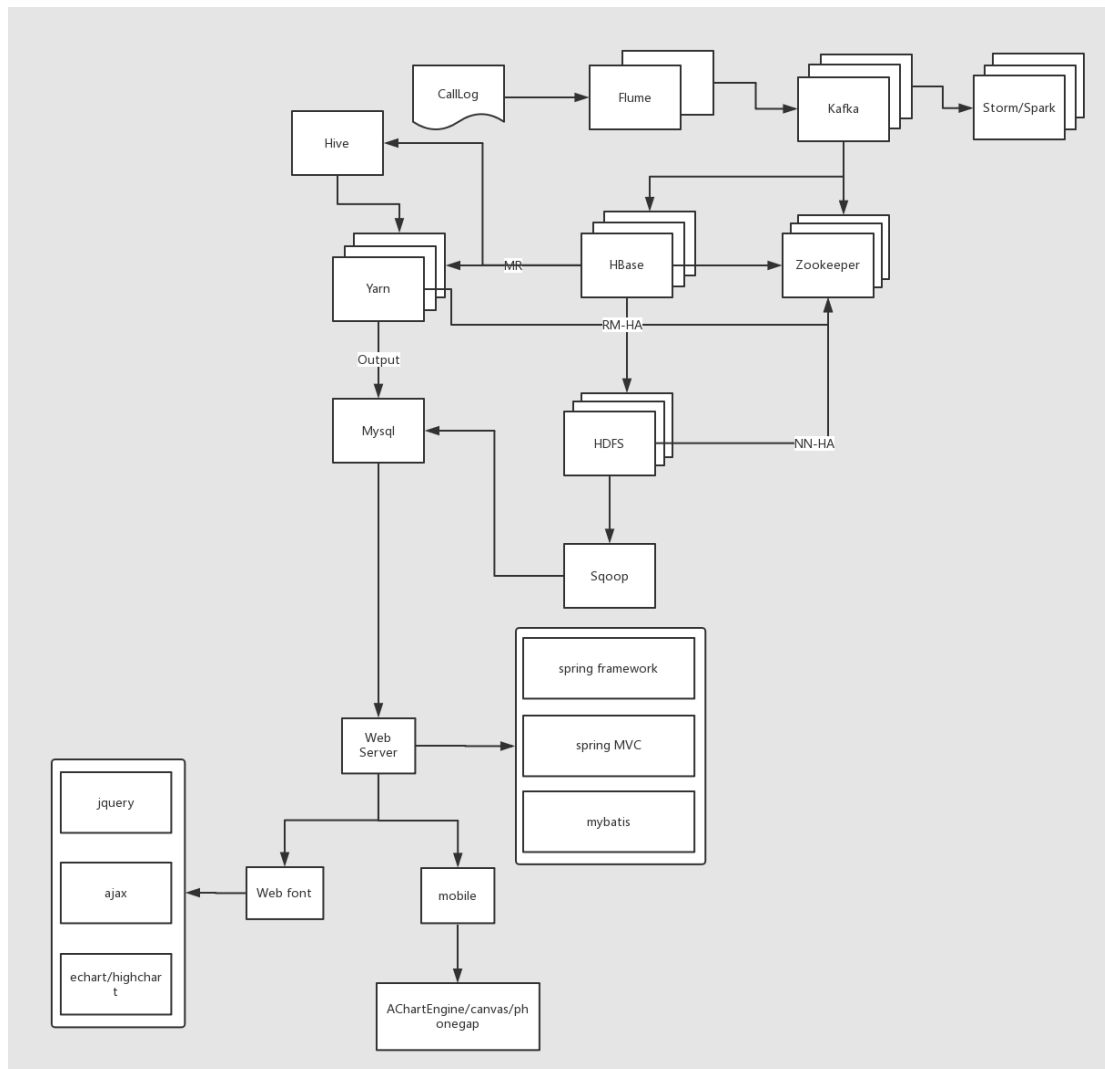 CallLog
Flume
Kafka
Storm/Spark
Hive
HBase
Zookeeper
MR
Yarn
RM-HA
Output
Mysql
HDFS
NN-HA
Sqoop
spring framework
spring MVC
mybatis
Web
Server
jquery
ajax
echart/highchar
t
Web font
mobile
AChartEngine/canvas/ph
onegap